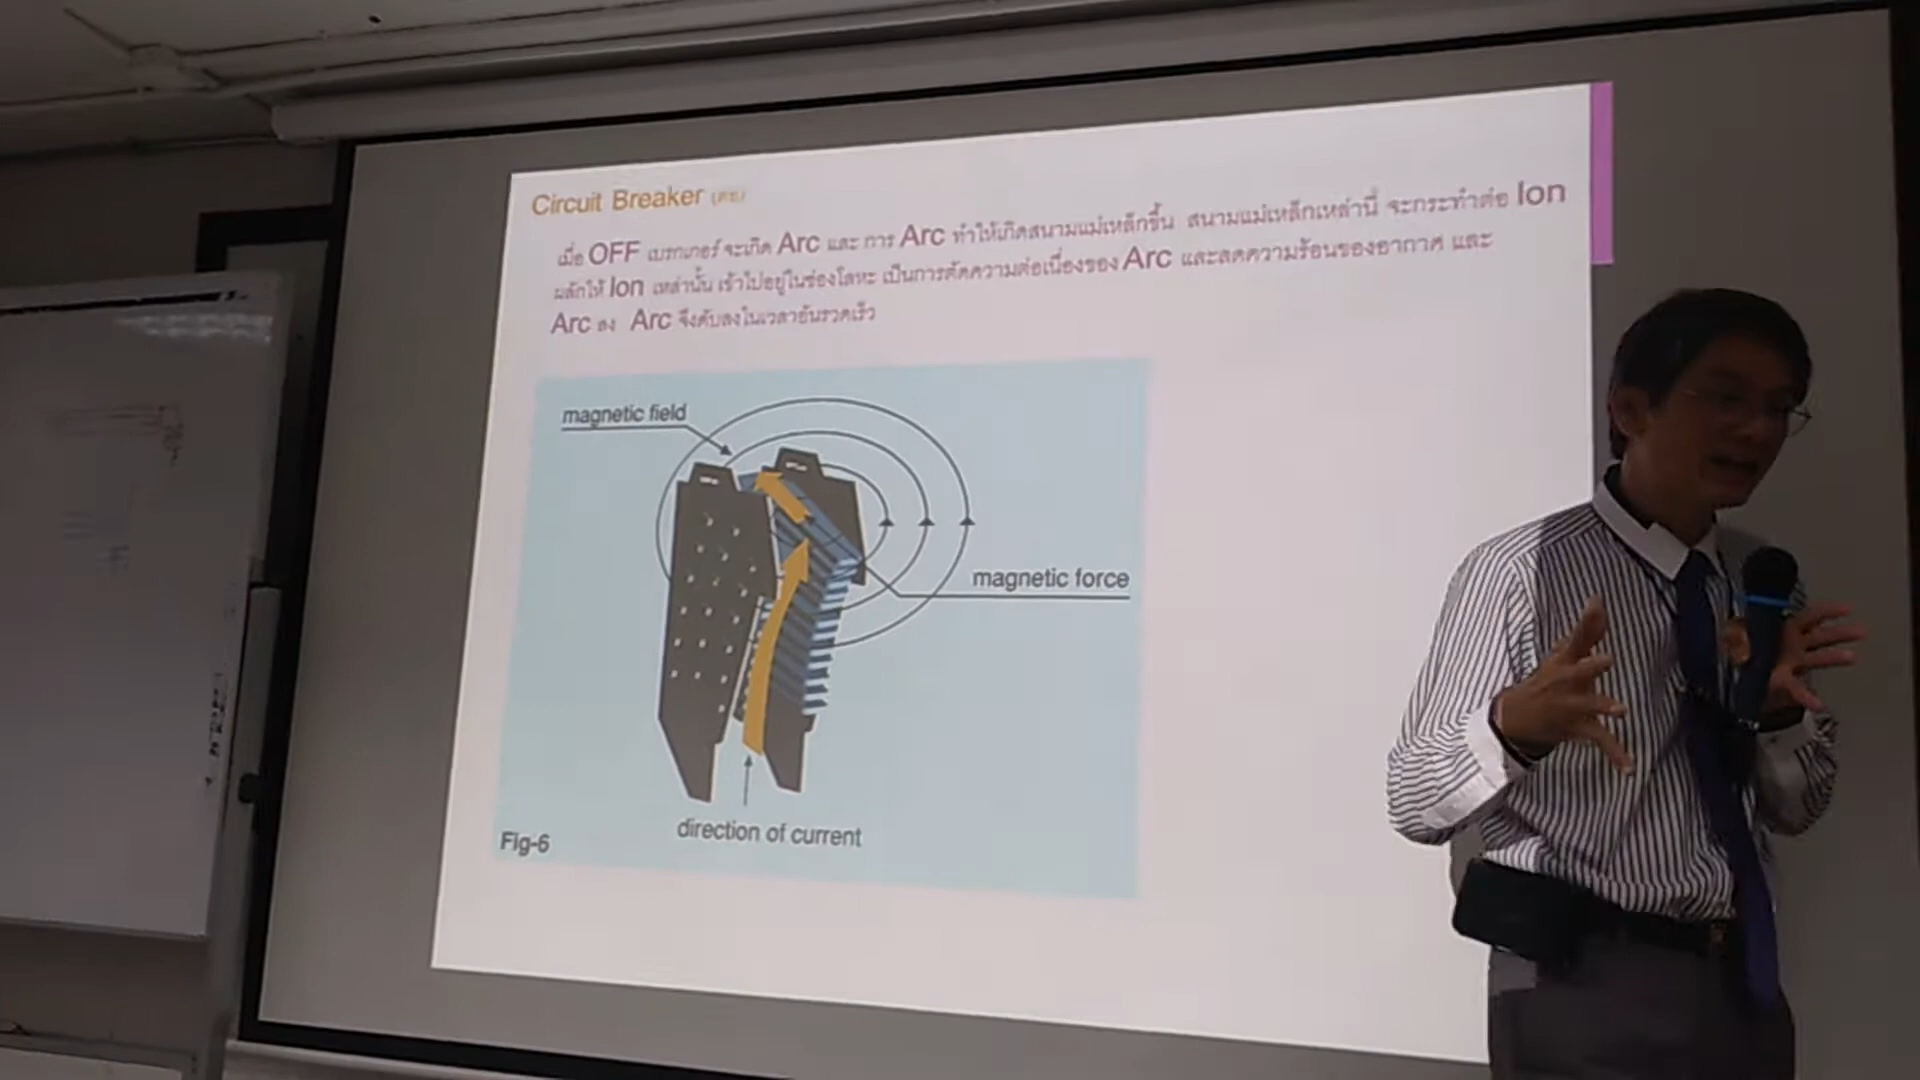 Circuit Breaker (ต่อ)
เมื่อ OFF เบรกเกอร์ จะเกิด Arc และ การ Arc ทำให้เกิดสนามแม่เหล็กขึ้น สนามแม่เหล็กเหล่านี้ จะกระทำต่อ Ion
ผลักให้ Ion เหล่านั้น เข้าไปอยู่ในช่องโลหะ เป็นการตัดความต่อเนื่องของ Arc และลดความร้อนของอากาศ และ
Arc ลง Arc จึงดับลงในเวลาอันรวดเร็ว
magnetic field
magnetic force
direction of current
Fig-6